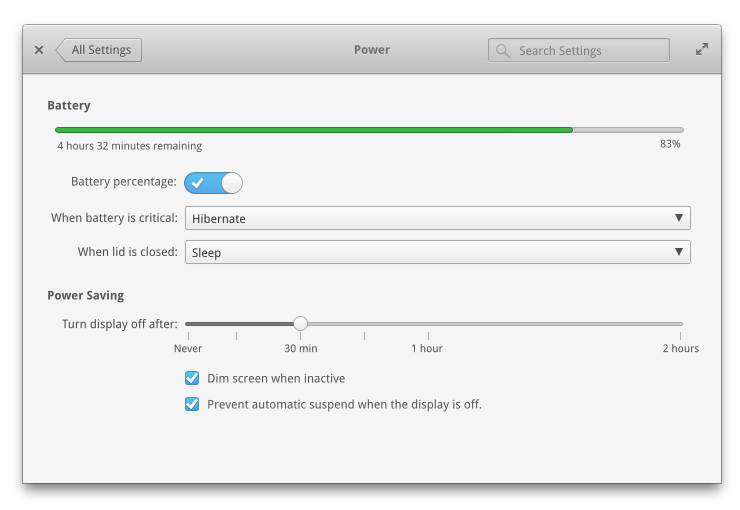 All Settings
Power
Search Settings
Battery
4 hours 32 minutes remaining
83%
Battery percentage:
When battery is critical:
Hibernate
When lid is closed:
Sleep
Power Saving
Turn display off after:
Never
30 min
1 hour
2 hours
Dim screen when inactive
Prevent automatic suspend when the display is off.